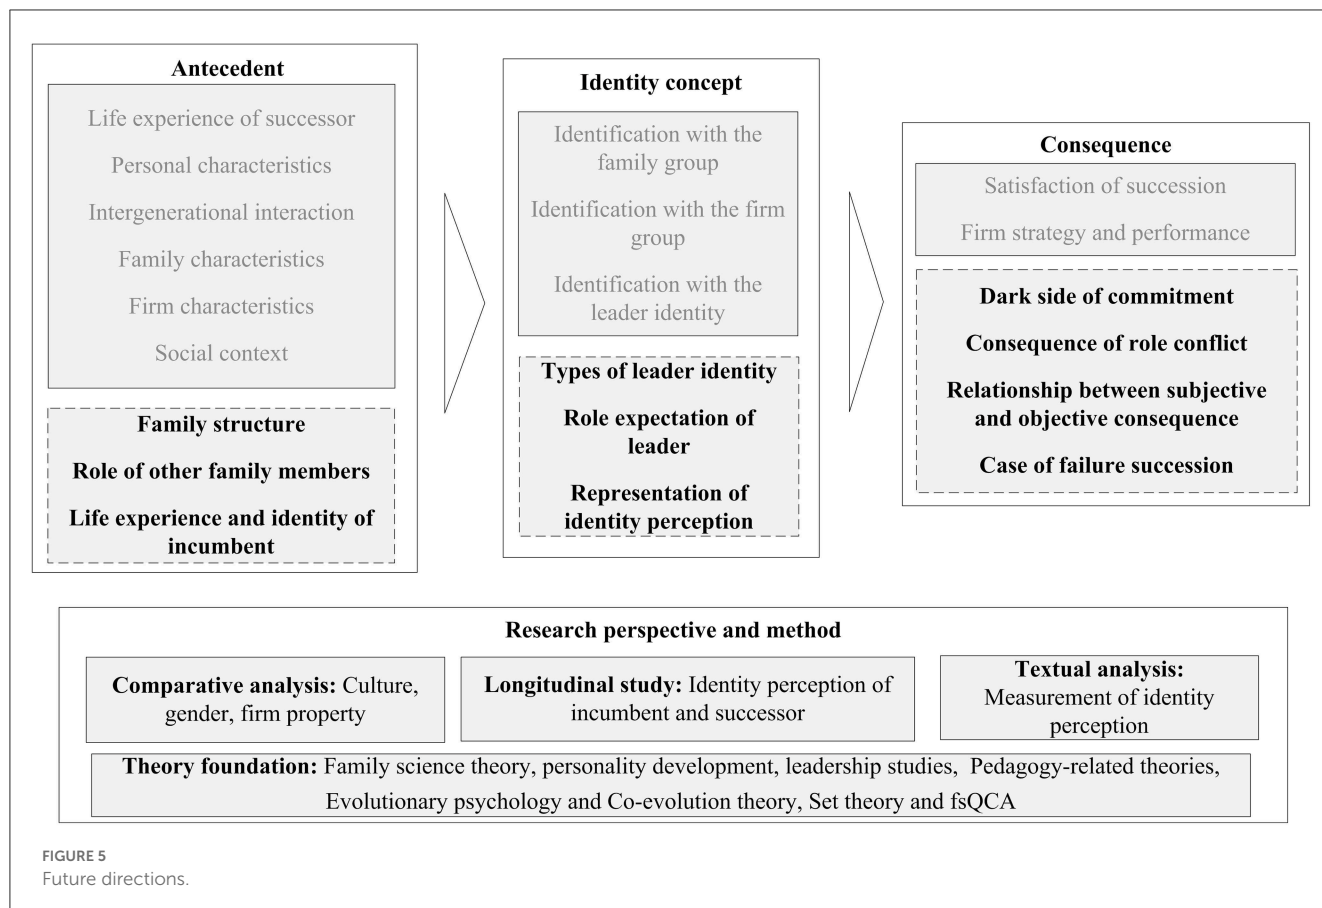 Antecedent
Life experience of successor
Personal characteristics
Intergenerational interaction
Family characteristics
Firm characteristics
Social context
Family structure
Role of other family members
Life experience and identity of
incumbent
Identity concept
Identification with the
family group
Identification with the firm
group
Identification with the
leader identity
Types of leader identity
Role expectation of
leader
Representation of
identity perception
Consequence
Satisfaction of succession
Firm strategy and performance
Dark side of commitment
Consequence of role conflict
Relationship between subjective
and objective consequence
Case of failure succession
Research perspective and method
Comparative analysis: Culture,
gender, firm property
Longitudinal study: Identity perception of
incumbent and successor
Textual analysis:
Measurement of identity
perception
Theory foundation: Family science theory, personality development, leadership studies, Pedagogy-related theories,
Evolutionary psychology and Co-evolution theory, Set theory and fsQCA
FIGURE 5
Future directions.